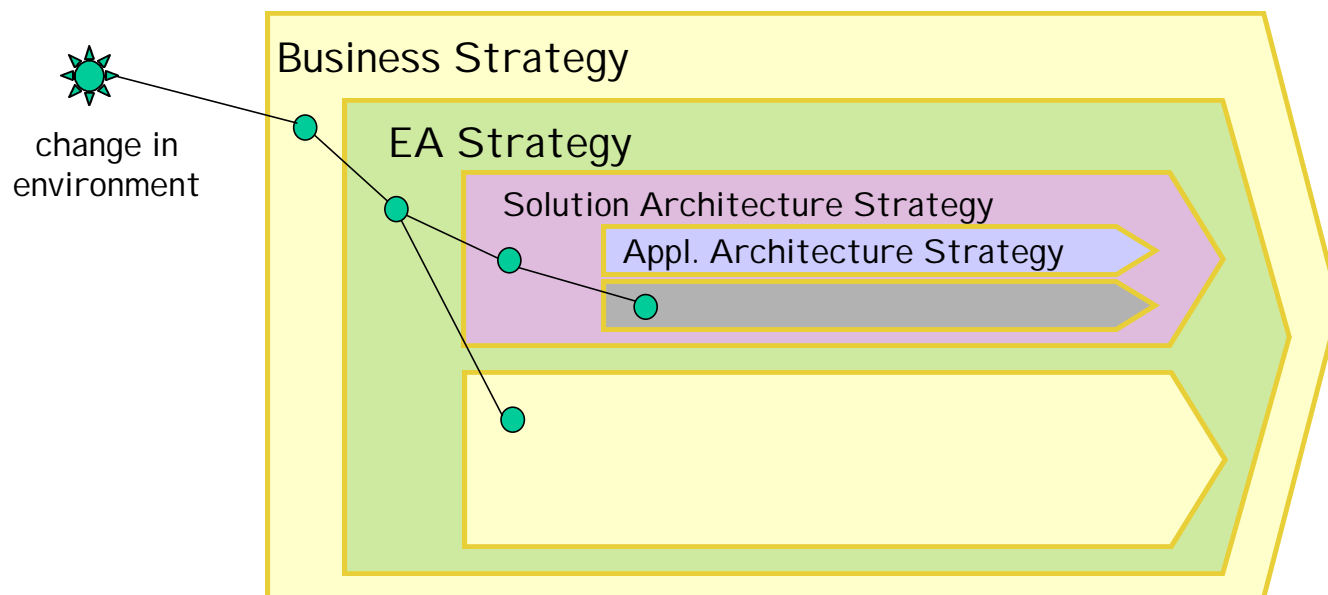 Business Strategy
change in
environment
EA Strategy
Solution Architecture Strategy
Appl. Architecture Strategy